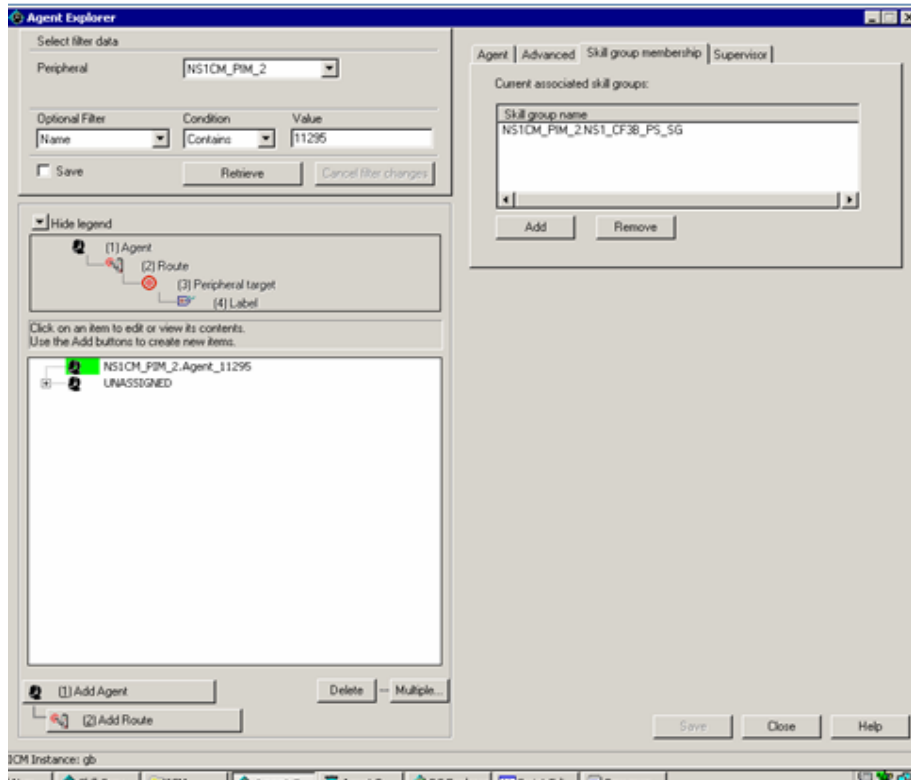 Agent Explorer
Select filter data
Peripheral NS1CM_PIM_2
Optional Filter Condition Value
Name Contains 11295
Save Retrieve Cancel filter changes
Hide legend
(1) Agent
(2) Route
(3) Peripheral target
(4) Label
Click on an item to edit or view its contents.
Use the Add buttons to create new items.
NS1CM_PIM_2.Agent_11295
UNASSIGNED
(1) Add Agent Delete Multiple...
(2) Add Route
Agent Advanced Skill group membership Supervisor
Current associated skill groups:
Skill group name
NS1CM_PIM_2.NS1_CF3B_PS_SG
Add Remove
Save Close Help
ICM Instance: gb